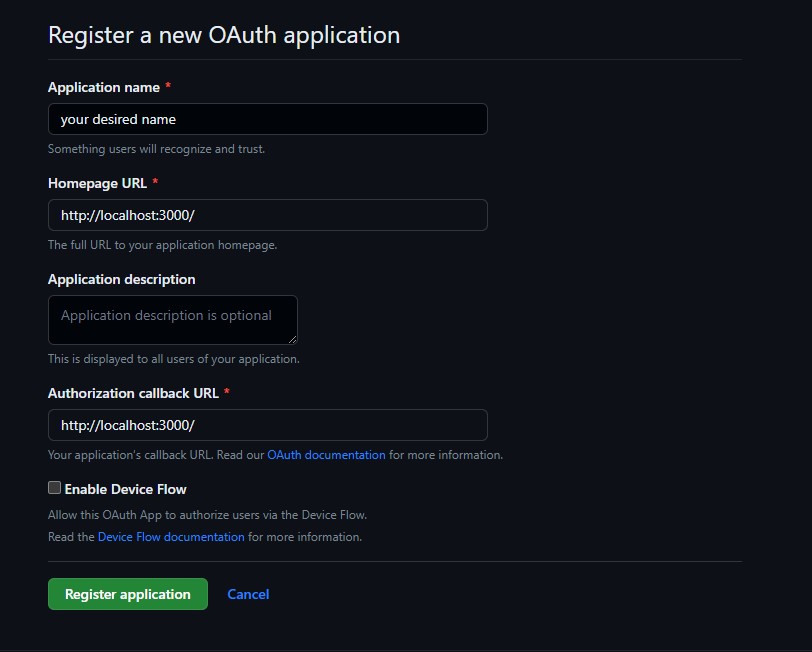 Register a new OAuth application
Application name *
your desired name
Something users will recognize and trust.
Homepage URL *
http://localhost:3000/
The full URL to your application homepage.
Application description
Application description is optional
This is displayed to all users of your application.
Authorization callback URL *
http://localhost:3000/
Your application's callback URL. Read our OAuth documentation for more information.
Enable Device Flow
Allow this OAuth App to authorize users via the Device Flow.
Read the Device Flow documentation for more information.
Register application Cancel